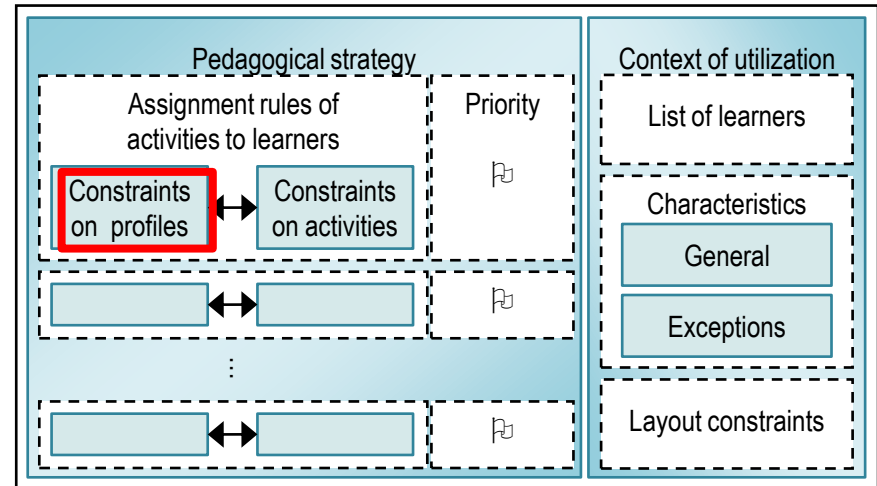 Pedagogical strategy
Assignment rules of
activities to learners
Priority
Constraints
on profiles
Constraints
on activities
⋮
Context of utilization
List of learners
Characteristics
General
Exceptions
Layout constraints